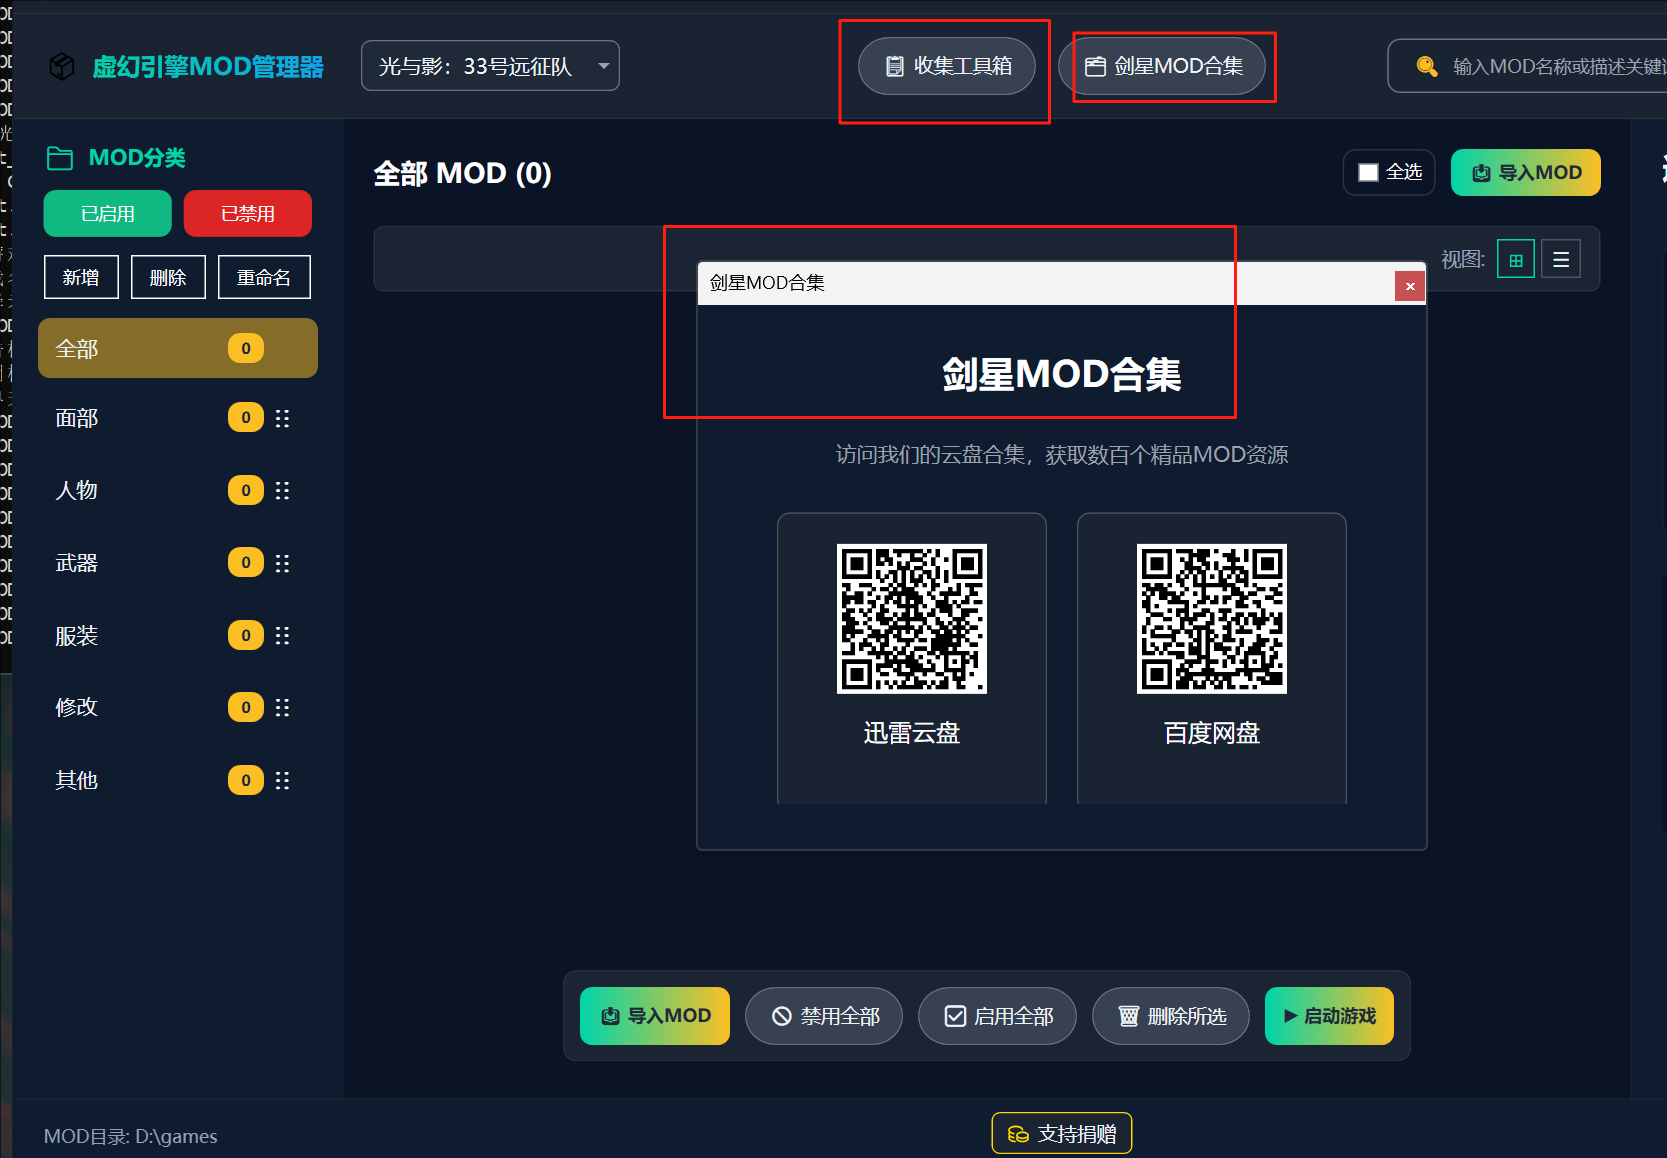 虚幻引擎MOD管理器
光与影：33号远征队
收集工具箱
剑星MOD合集
输入MOD名称或描述关键
MOD分类
已启用
已禁用
新增
删除
重命名
全部 0
面部 0
人物 0
武器 0
服装 0
修改 0
其他 0
全部 MOD (0)
全选
导入MOD
视图:
剑星MOD合集
x
剑星MOD合集
访问我们的云盘合集，获取数百个精品MOD资源
迅雷云盘
百度网盘
导入MOD
禁用全部
启用全部
删除所选
启动游戏
MOD目录: D:\games
支持捐赠